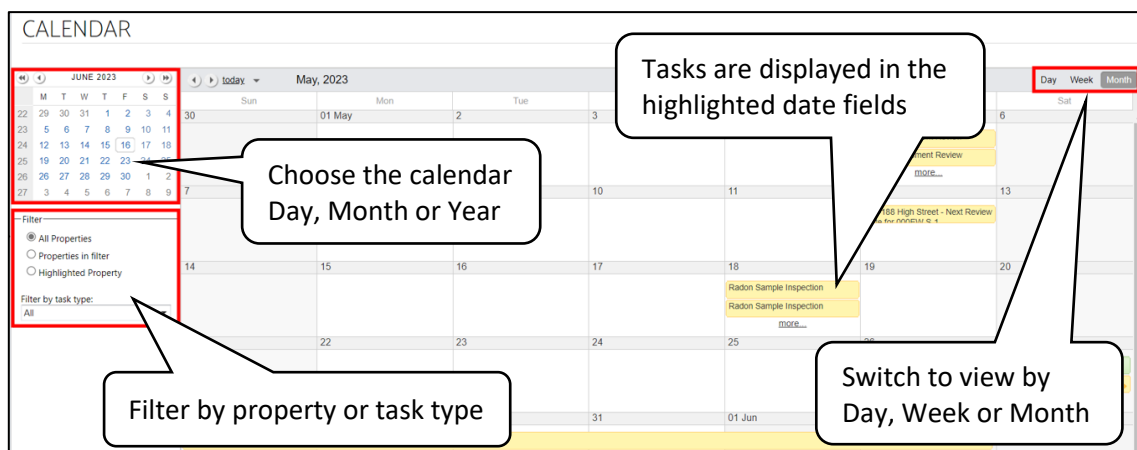 CALENDAR
JUNE 2023
M T W T F S S
22 29 30 31 1 2 3 4
23 5 6 7 8 9 10 11
24 12 13 14 15 16 17 18
25 19 20 21 22 23 24 25
26 26 27 28 29 30 1 2
27 3 4 5 6 7 8 9
Filter
All Properties
Properties in filter
Highlighted Property
Filter by task type:
All
today
May, 2023
Day Week Month
Sun Mon Tue Sat
30 01 May 2 3 6
ment Review
more...
7 10 11 13
188 High Street - Next Review
for 000EW S 1
14 15 16 17 18 19 20
Radon Sample Inspection
Radon Sample Inspection
more...
22 23 24 25
31 01 Jun
Tasks are displayed in the
highlighted date fields
Choose the calendar
Day, Month or Year
Filter by property or task type
Switch to view by
Day, Week or Month